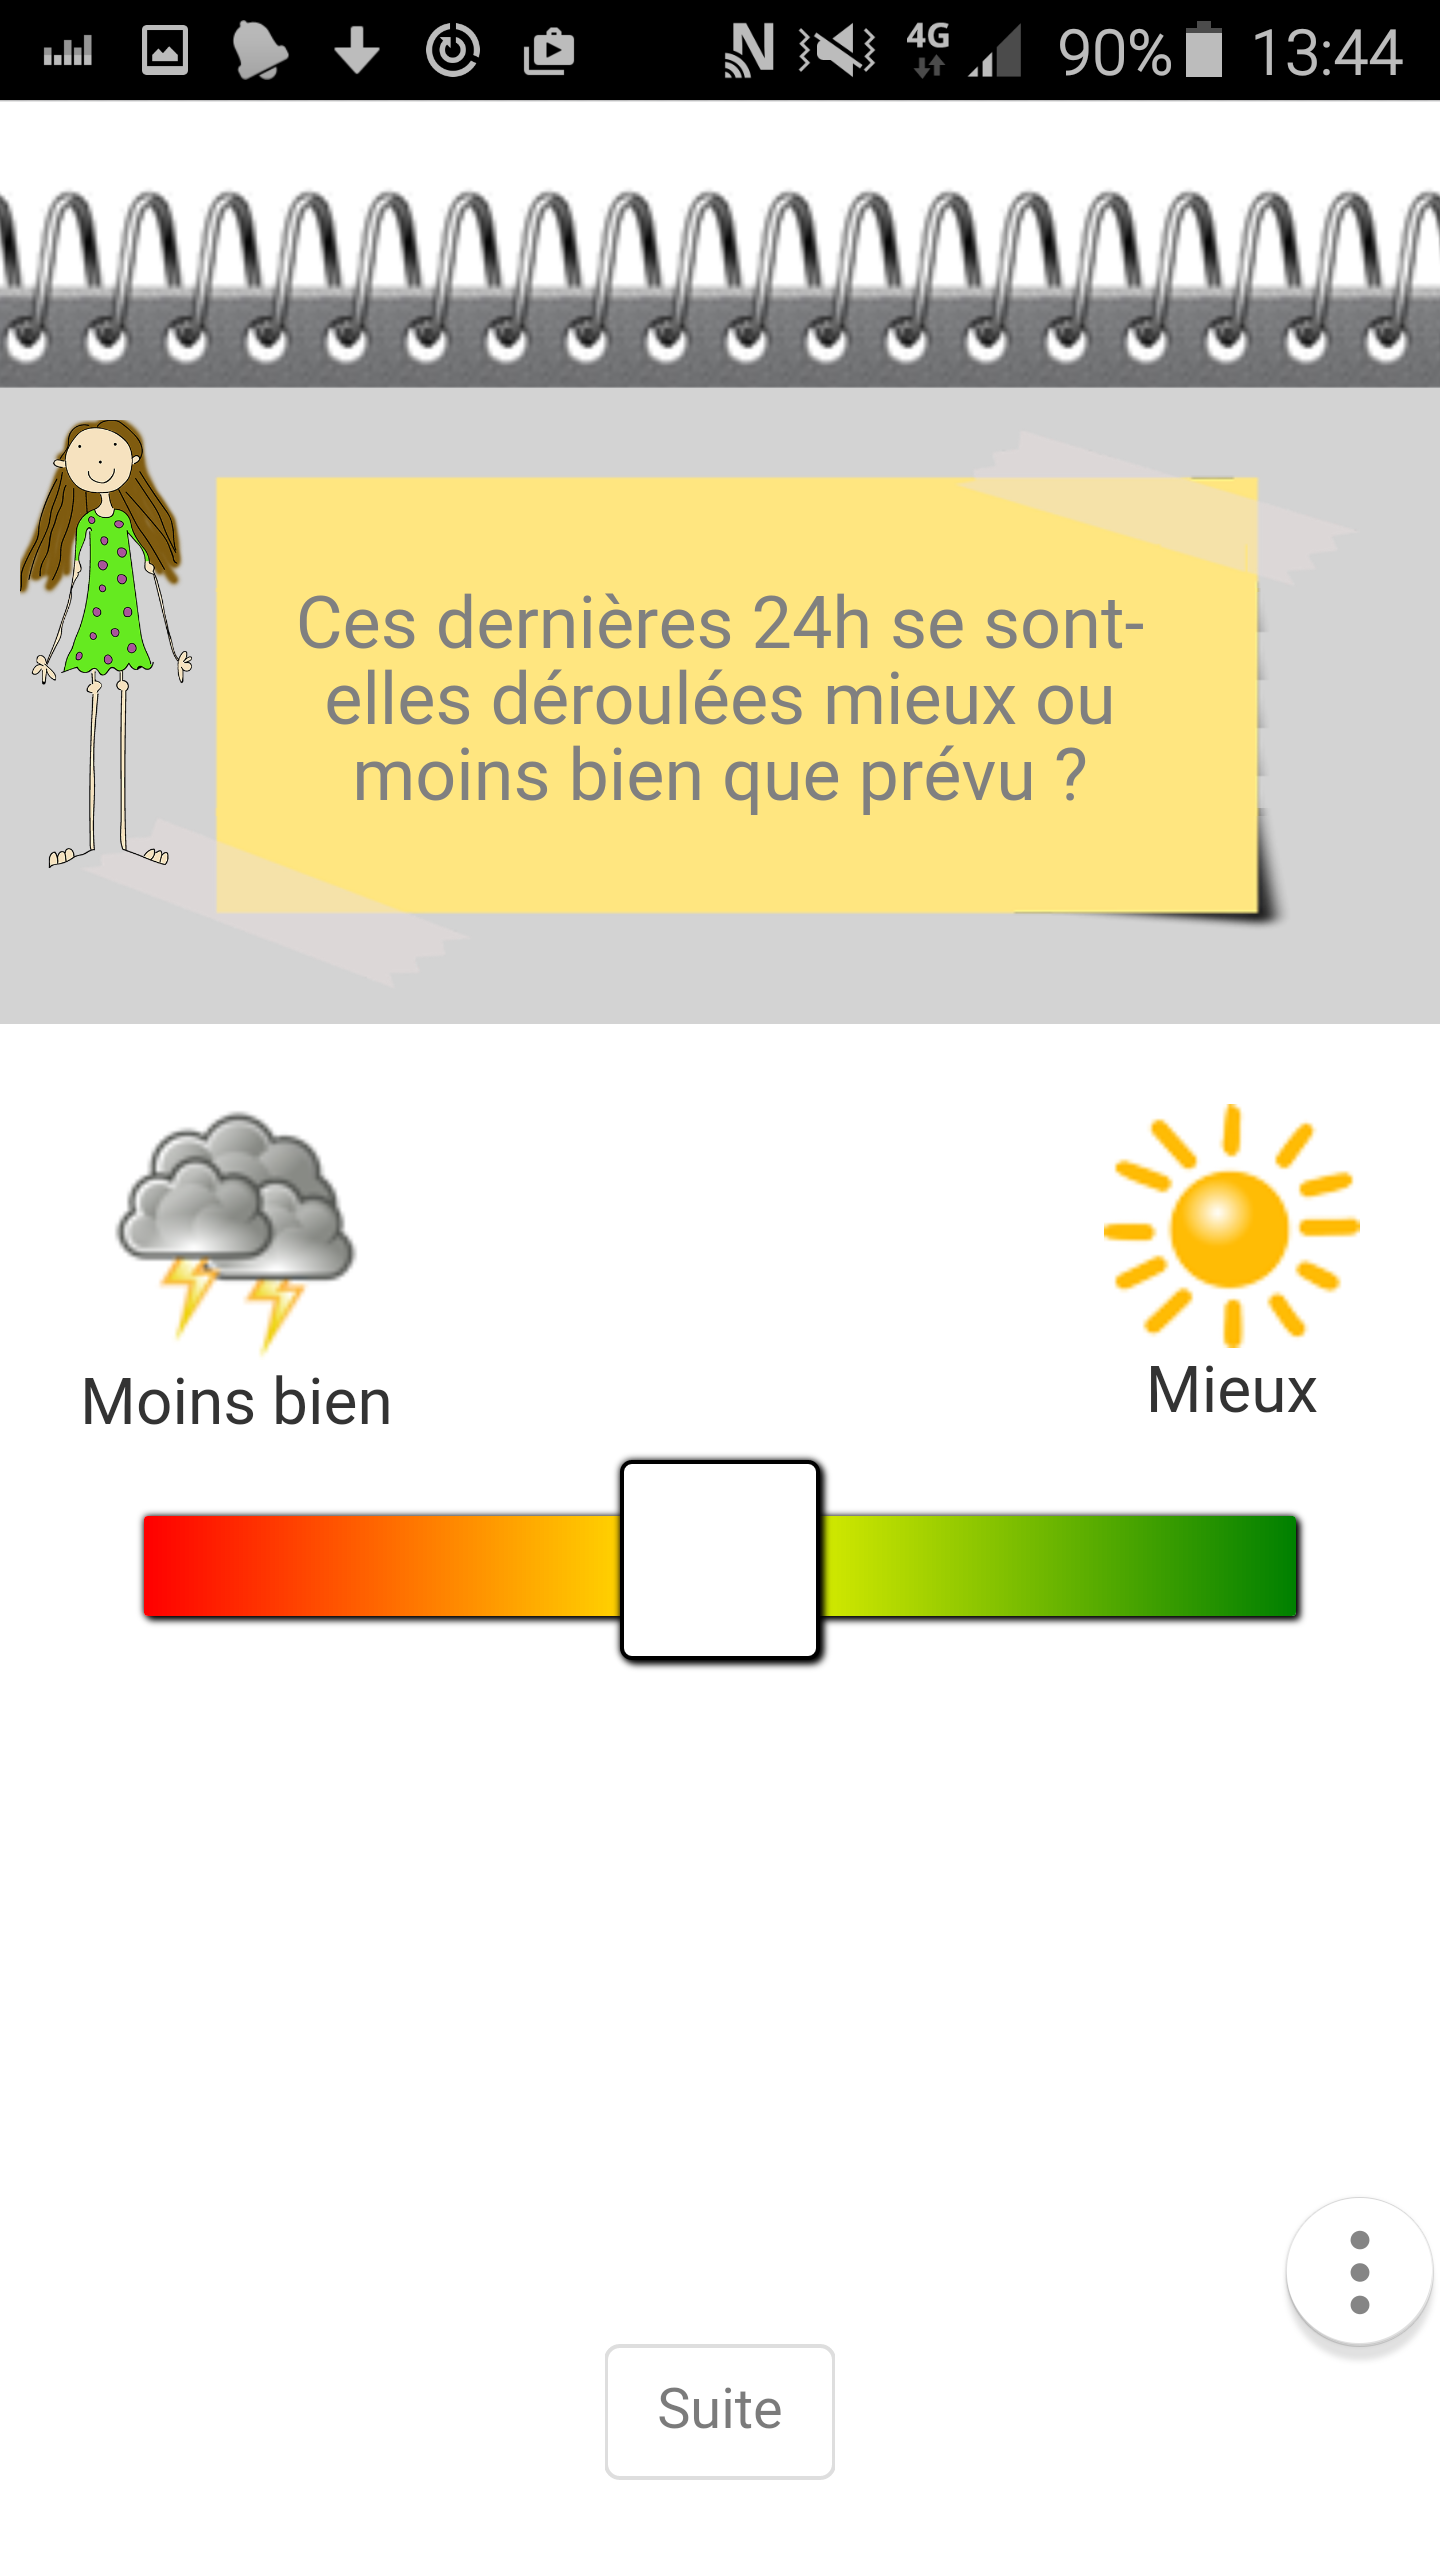 4G 90% 13:44
Ces dernières 24h se sont-
elles déroulées mieux ou
moins bien que prévu ?
Moins bien
Mieux
Suite